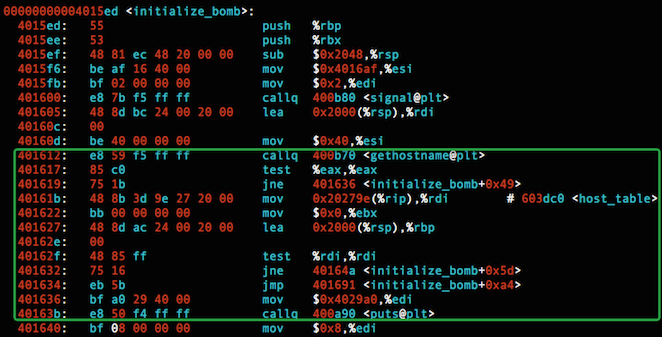 00000000004015ed <initialize_bomb>:
4015ed: 55 push %rbp
4015ee: 53 push %rbx
4015ef: 48 81 ec 48 20 00 00 sub $0x2048,%rsp
4015f6: be af 16 40 00 mov $0x4016af,%esi
4015fb: bf 02 00 00 00 mov $0x2,%edi
401600: e8 7b f5 ff ff callq 400b80 <signal@plt>
401605: 48 8d bc 24 00 20 00 lea 0x2000(%rsp),%rdi
40160c: 00
40160d: be 40 00 00 00 mov $0x40,%esi
401612: e8 59 f5 ff ff callq 400b70 <gethostname@plt>
401617: 85 c0 test %eax,%eax
401619: 75 1b jne 401636 <initialize_bomb+0x49>
40161b: 48 8b 3d 9e 27 20 00 mov 0x20279e(%rip),%rdi # 603dc0 <host_table>
401622: bb 00 00 00 00 mov $0x0,%ebx
401627: 48 8d ac 24 00 20 00 lea 0x2000(%rsp),%rbp
40162e: 00
40162f: 48 85 ff test %rdi,%rdi
401632: 75 16 jne 40164a <initialize_bomb+0x5d>
401634: eb 5b jmp 401691 <initialize_bomb+0xa4>
401636: bf a0 29 40 00 mov $0x4029a0,%edi
40163b: e8 50 f4 ff ff callq 400a90 <puts@plt>
401640: bf 08 00 00 00 mov $0x8,%edi